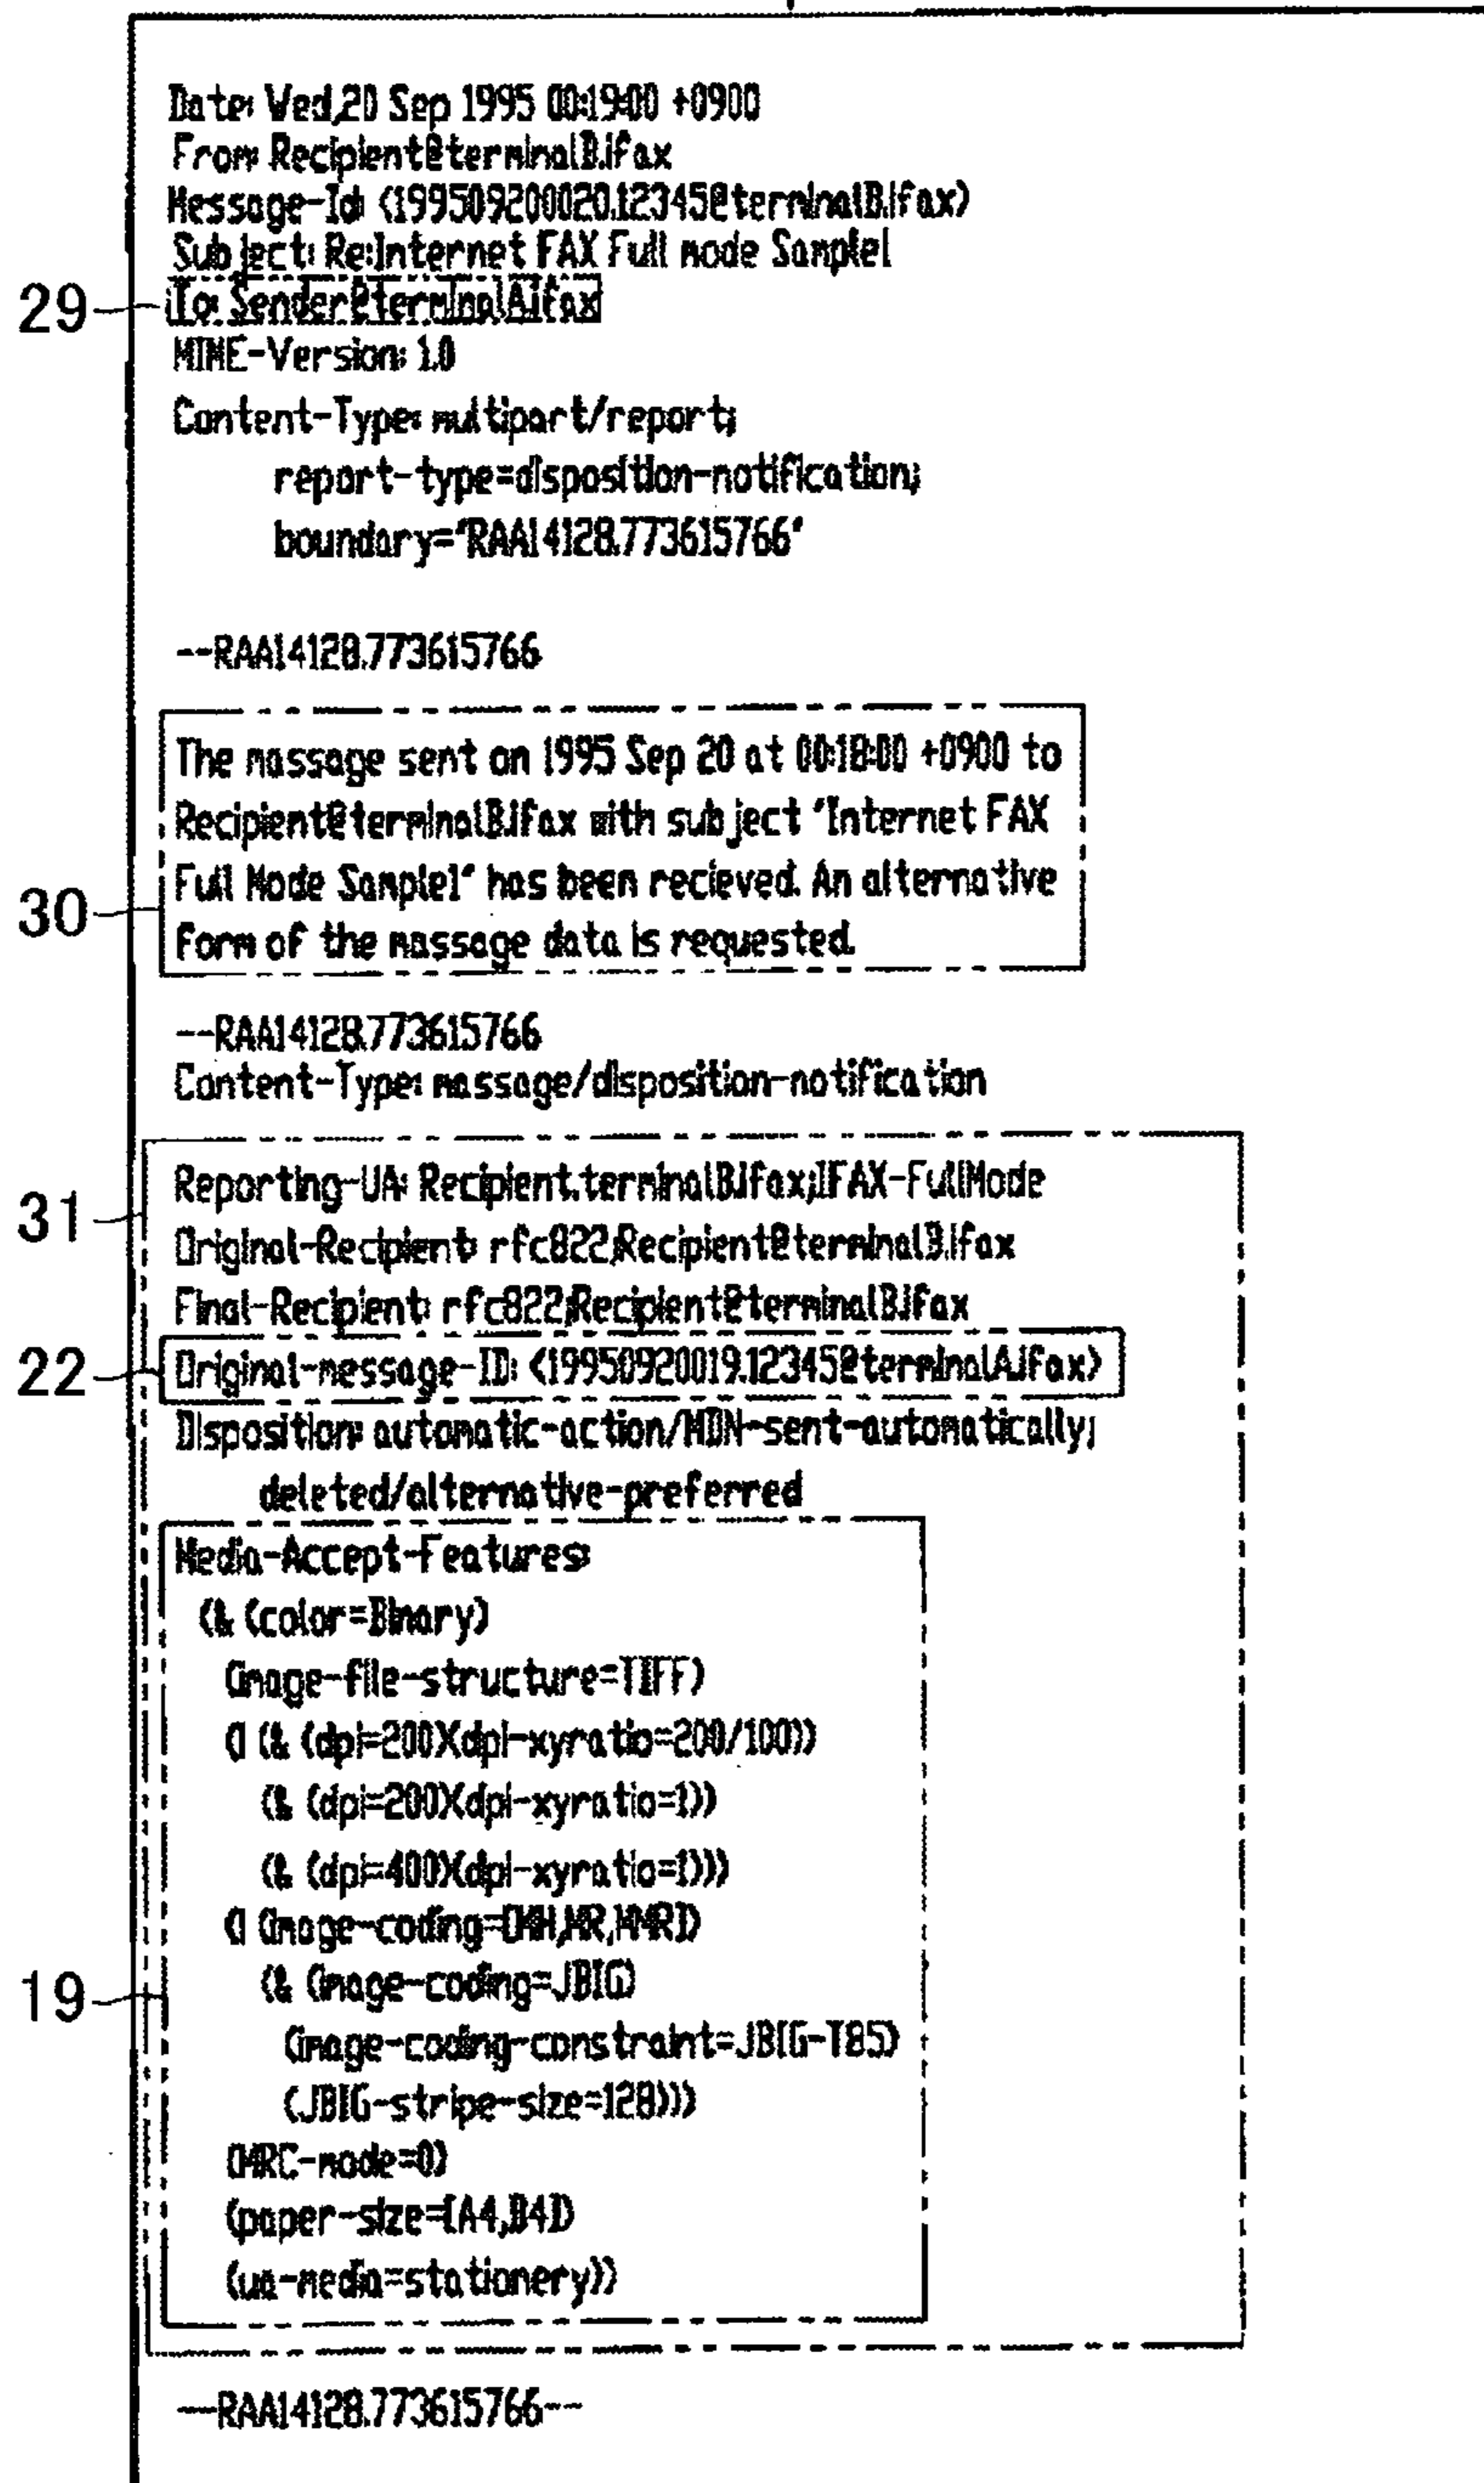 Date: Wed,20 Sep 1995 00:19:00 +0900
From: Recipient@terminalB.ifax
Message-Id: <199509200020.12345@terminalB.ifax>
Subject: Re:Internet FAX Full mode Sample1
29
To: Sender@terminalA.ifax
MIME-Version: 1.0
Content-Type: multipart/report;
report-type=disposition-notification;
boundary="RAA14128.773615766"
--RAA14128.773615766
The massage sent on 1995 Sep 20 at 00:18:00 +0900 to
Recipient@terminalB.ifax with subject "Internet FAX
Full Mode Sample1" has been recieved. An alternative
30
form of the massage data is requested.
--RAA14128.773615766
Content-Type: massage/disposition-notification
31
Reporting-UA: Recipient.terminalB.ifax;IFAX-FullMode
Original-Recipient: rfc822;Recipient@terminalB.ifax
Final-Recipient: rfc822;Recipient@terminalB.ifax
22
Original-message-ID: <19950920019.12345@terminalA.ifax>
Disposition: automatic-action/MDN-sent-automatically;
deleted/alternative-preferred
Media-Accept-Features:
(& (color=Binary)
(image-file-structure=TIFF)
(| (& (dpi=200)(dpi-xyratio=200/100))
(& (dpi=200)(dpi-xyratio=1))
(& (dpi=400)(dpi-xyratio=1)))
(| (image-coding=[MH,MR,MMR])
19
(& (image-coding=JBIG)
(image-coding-constraint=JBIG-T85)
(JBIG-stripe-size=128)))
(MRC-mode=0)
(paper-size=[A4,B4])
(ua-media=stationery))
--RAA14128.773615766--